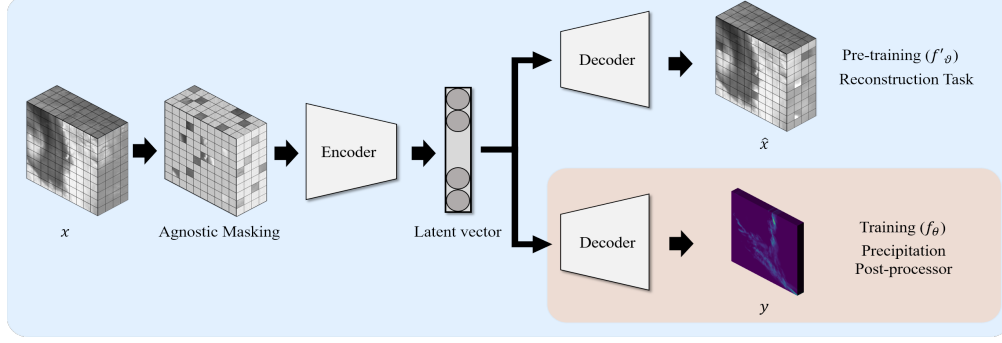 Decoder
Pre-training (f'ϑ)
Reconstruction Task
x̂
Encoder
x
Agnostic Masking
Latent vector
Decoder
Training (fθ)
Precipitation
Post-processor
y